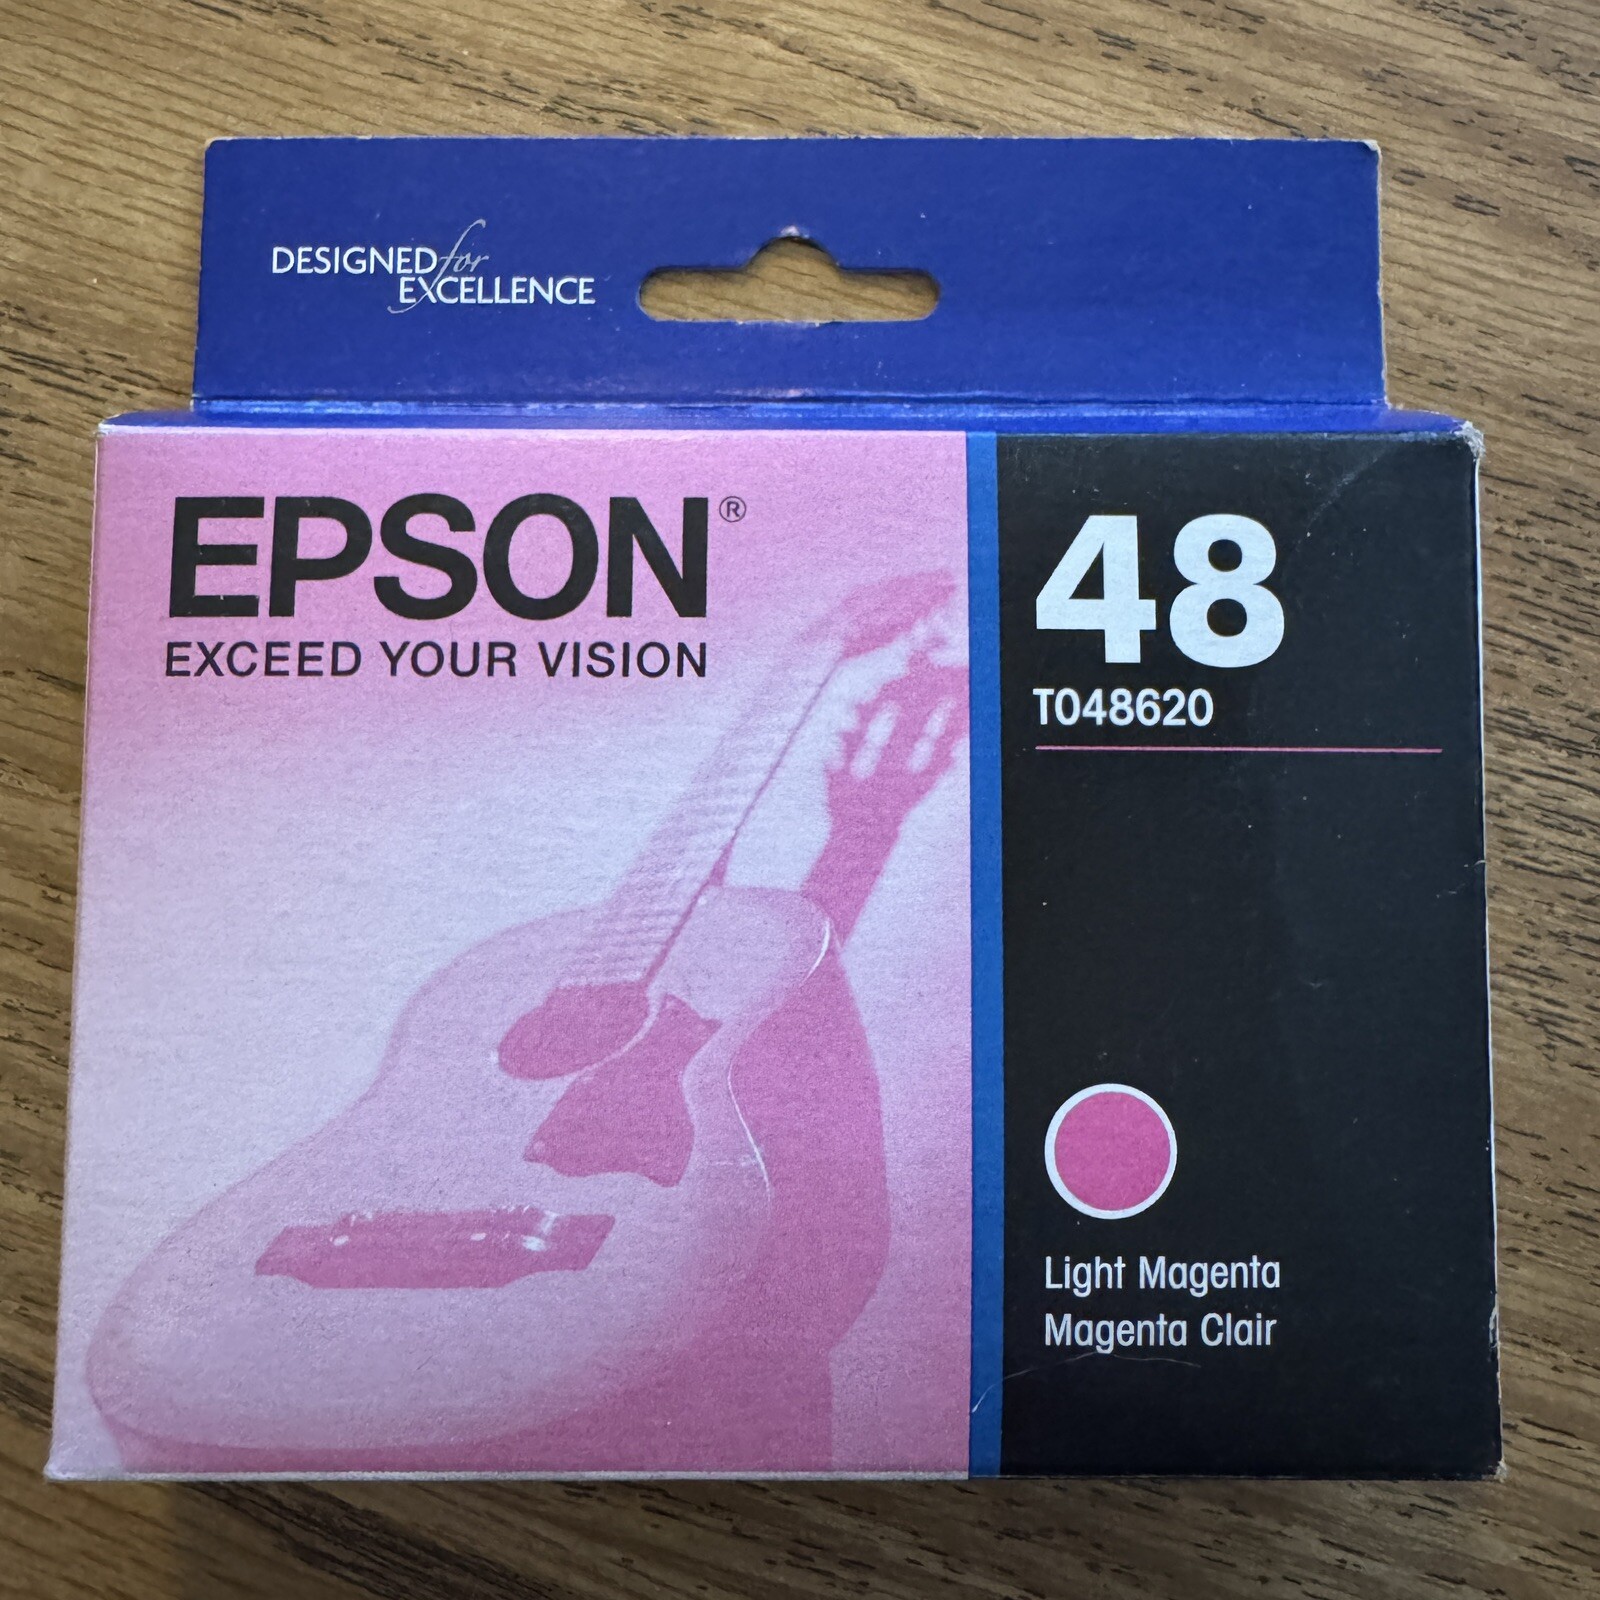 DESIGNED for
EXCELLENCE
EPSON®
EXCEED YOUR VISION
48
T048620
Light Magenta
Magenta Clair